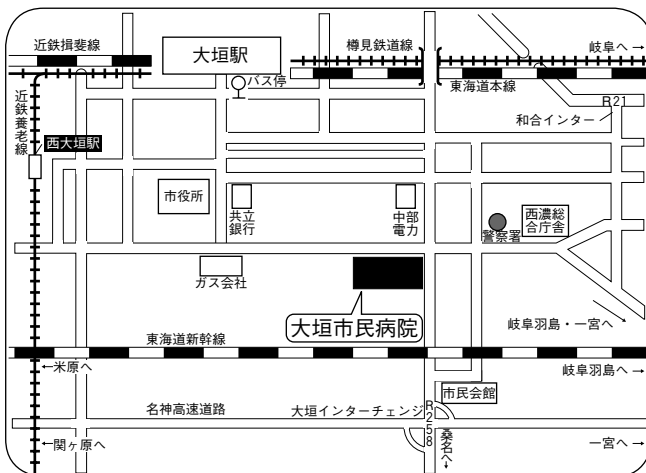 近鉄揖斐線
大垣駅
樽見鉄道線
岐阜へ→
バス停
東海道本線
R21
和合インター
近鉄養老線
西大垣駅
市役所
共立
銀行
中部
電力
警察署
西濃総
合庁舎
ガス会社
大垣市民病院
岐阜羽島・一宮へ
東海道新幹線
←米原へ
岐阜羽島へ→
市民会館
名神高速道路
大垣インターチェンジ
R258
桑名へ→
←関ヶ原へ
一宮へ→